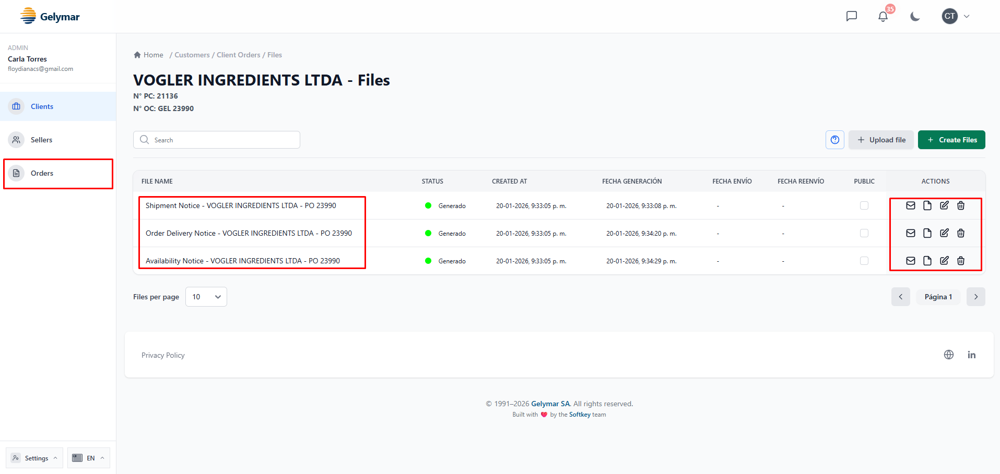 Gelymar
35
CT
ADMIN
Carla Torres
floydianacs@gmail.com
Clients
Sellers
Orders
Settings
EN
Home / Customers / Client Orders / Files
VOGLER INGREDIENTS LTDA - Files
N° PC: 21136
N° OC: GEL 23990
Search
Upload file
Create Files
FILE NAME STATUS CREATED AT FECHA GENERACIÓN FECHA ENVÍO FECHA REENVÍO PUBLIC ACTIONS
Shipment Notice - VOGLER INGREDIENTS LTDA - PO 23990 Generado 20-01-2026, 9:33:05 p. m. 20-01-2026, 9:33:08 p. m. - -
Order Delivery Notice - VOGLER INGREDIENTS LTDA - PO 23990 Generado 20-01-2026, 9:33:05 p. m. 20-01-2026, 9:34:20 p. m. - -
Availability Notice - VOGLER INGREDIENTS LTDA - PO 23990 Generado 20-01-2026, 9:33:05 p. m. 20-01-2026, 9:34:29 p. m. - -
Files per page 10
Página 1
Privacy Policy
in
© 1991–2026 Gelymar SA. All rights reserved.
Built with ❤ by the Softkey team